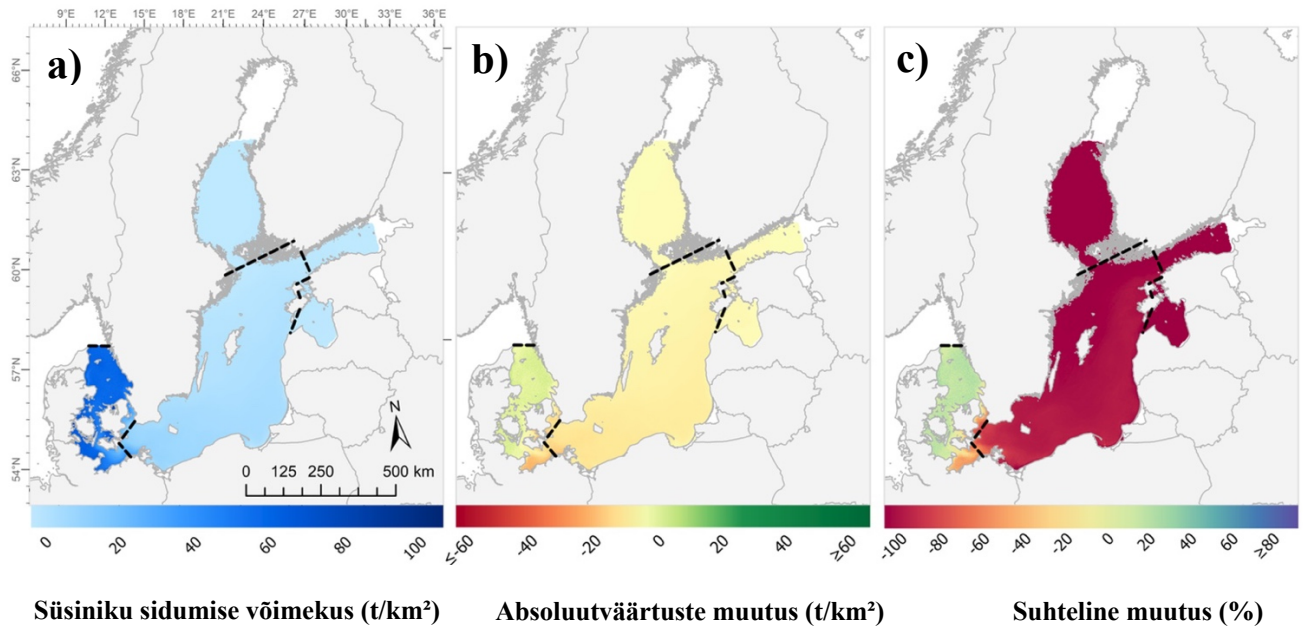 9°E 12°E 15°E 18°E 21°E 24°E 27°E 30°E 33°E 36°E
a) b) c)
66°N
63°N
60°N
57°N
54°N
N
0 125 250 500 km
0 20 40 60 80 100
≤-60 -40 -20 0 20 40 ≥60
-100 -80 -60 -40 -20 0 20 40 60 ≥80
Süsiniku sidumise võimekus (t/km²) Absoluutväärtuste muutus (t/km²) Suhteline muutus (%)